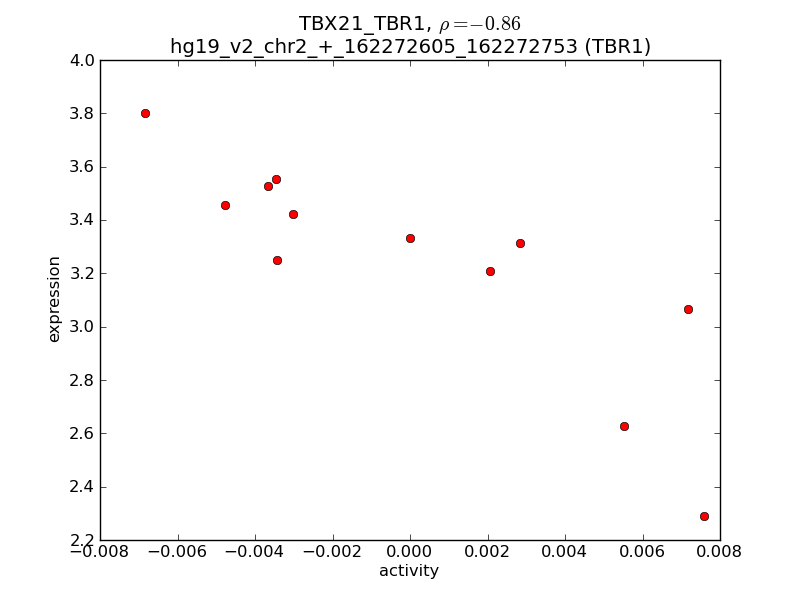 TBX21_TBR1, ρ=−0.86
hg19_v2_chr2_+_162272605_162272753 (TBR1)
4.0
3.8
3.6
3.4
3.2
3.0
2.8
2.6
2.4
2.2
expression
−0.008 −0.006 −0.004 −0.002 0.000 0.002 0.004 0.006 0.008
activity